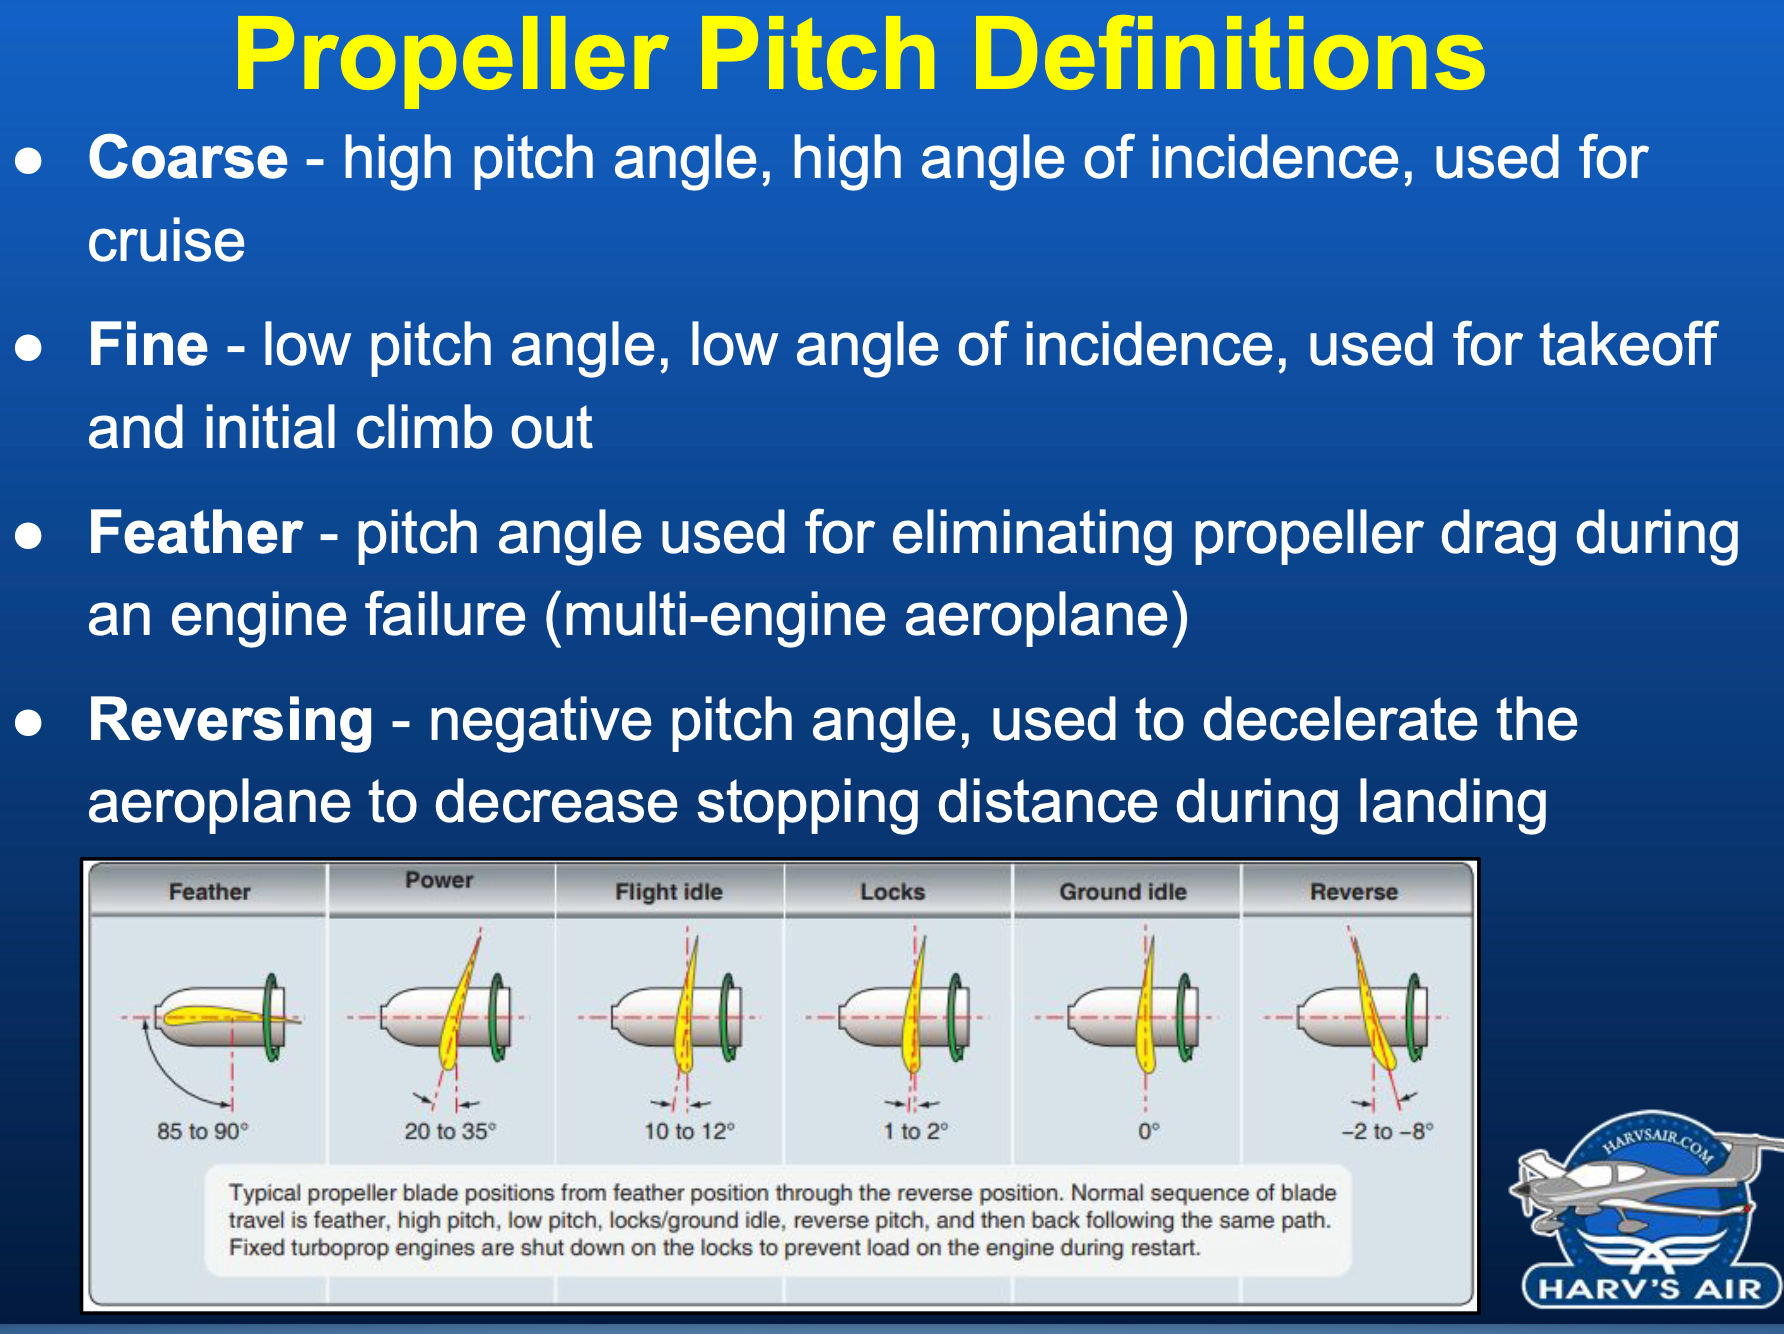 Propeller Pitch Definitions
● Coarse - high pitch angle, high angle of incidence, used for
cruise
● Fine - low pitch angle, low angle of incidence, used for takeoff
and initial climb out
● Feather - pitch angle used for eliminating propeller drag during
an engine failure (multi-engine aeroplane)
● Reversing - negative pitch angle, used to decelerate the
aeroplane to decrease stopping distance during landing
Feather Power Flight idle Locks Ground idle Reverse
85 to 90° 20 to 35° 10 to 12° 1 to 2° 0° −2 to −8°
Typical propeller blade positions from feather position through the reverse position. Normal sequence of blade
travel is feather, high pitch, low pitch, locks/ground idle, reverse pitch, and then back following the same path.
Fixed turboprop engines are shut down on the locks to prevent load on the engine during restart.
HARVSAIR.COM
HARV'S AIR